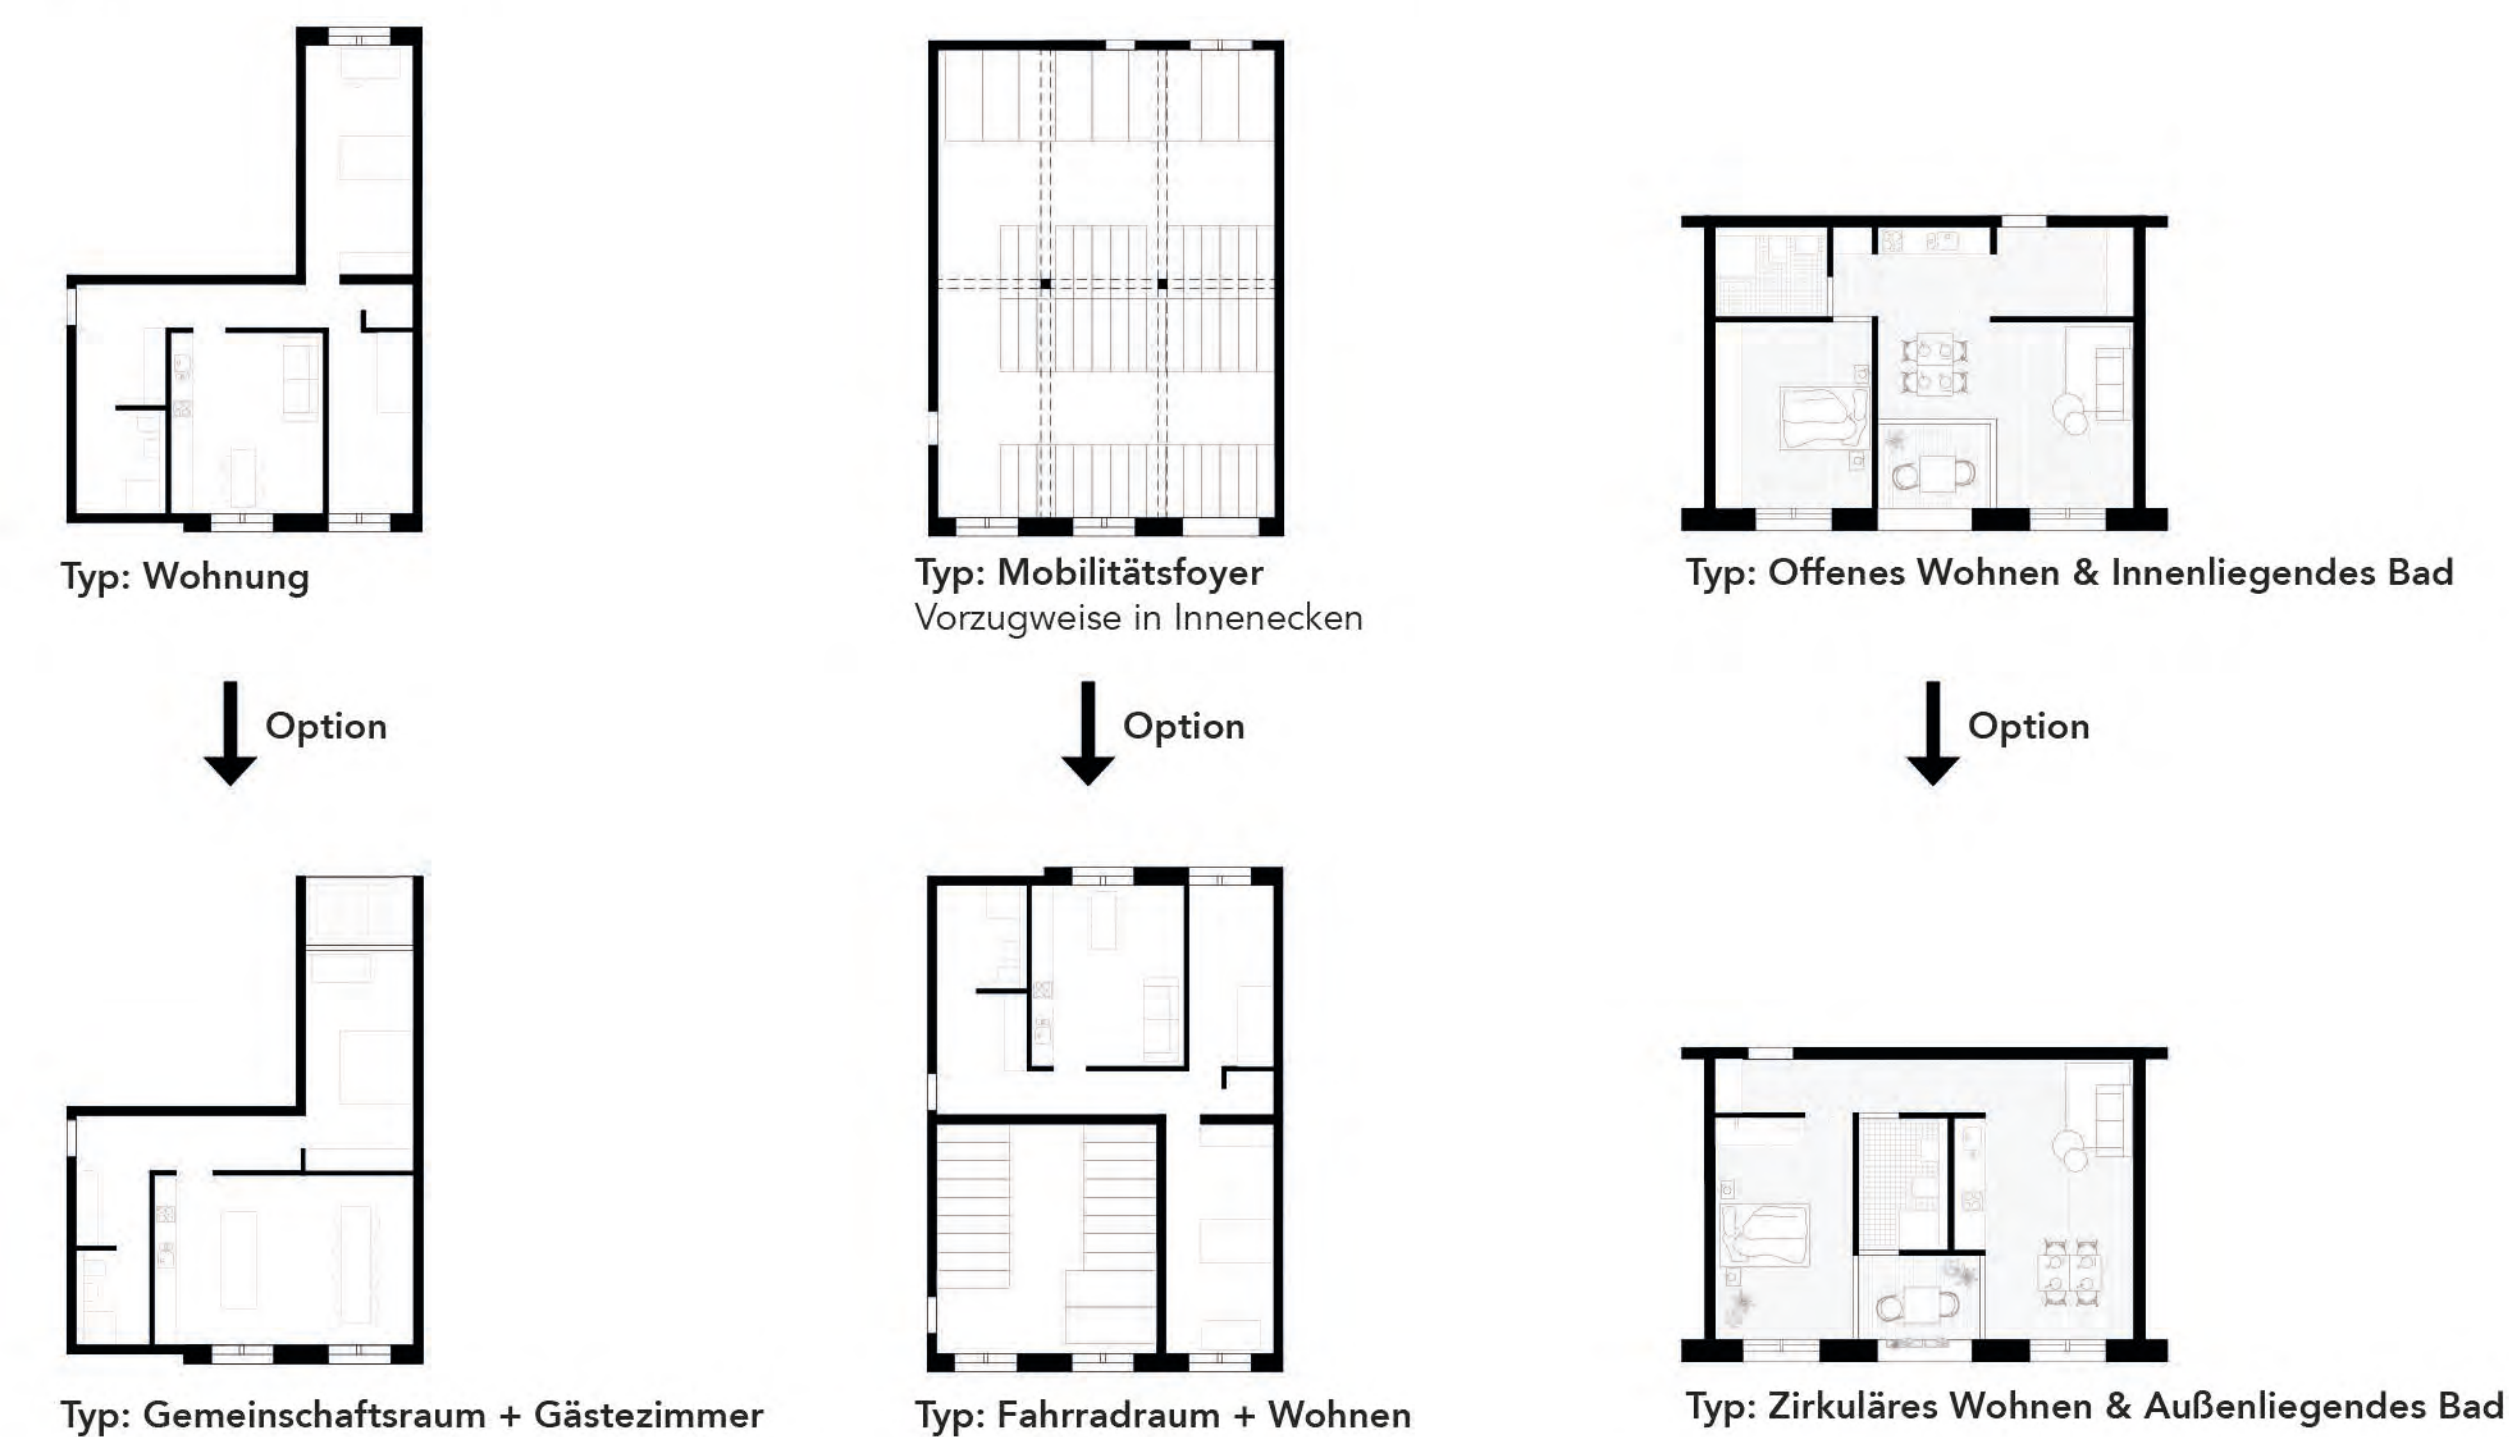 Typ: Wohnung
Typ: Mobilitätsfoyer
Vorzugweise in Innenecken
Typ: Offenes Wohnen & Innenliegendes Bad
Option
Option
Option
Typ: Gemeinschaftsraum + Gästezimmer
Typ: Fahrradraum + Wohnen
Typ: Zirkuläres Wohnen & Außenliegendes Bad